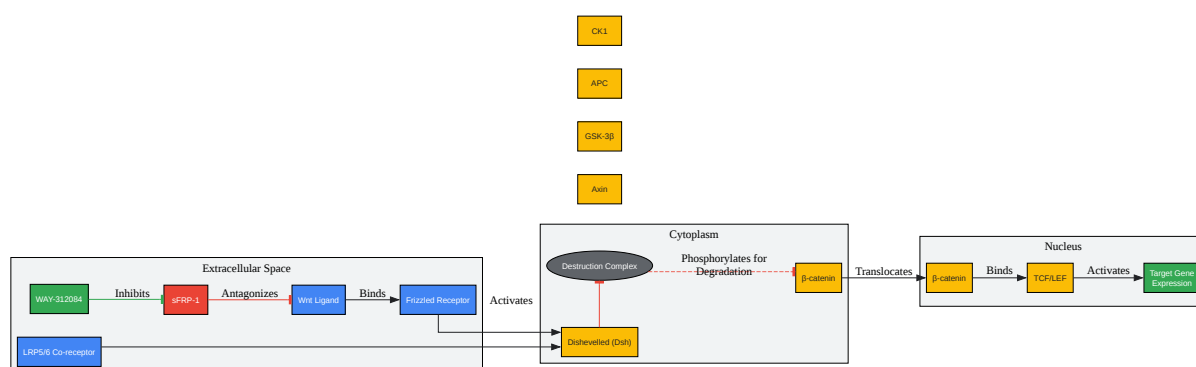 CK1
APC
GSK-3β
Axin
Extracellular Space
WAY-312084
Inhibits
sFRP-1
Antagonizes
Wnt Ligand
Binds
Frizzled Receptor
LRP5/6 Co-receptor
Activates
Cytoplasm
Destruction Complex
Phosphorylates for
Degradation
β-catenin
Dishevelled (Dsh)
Translocates
Nucleus
β-catenin
Binds
TCF/LEF
Activates
Target Gene
Expression